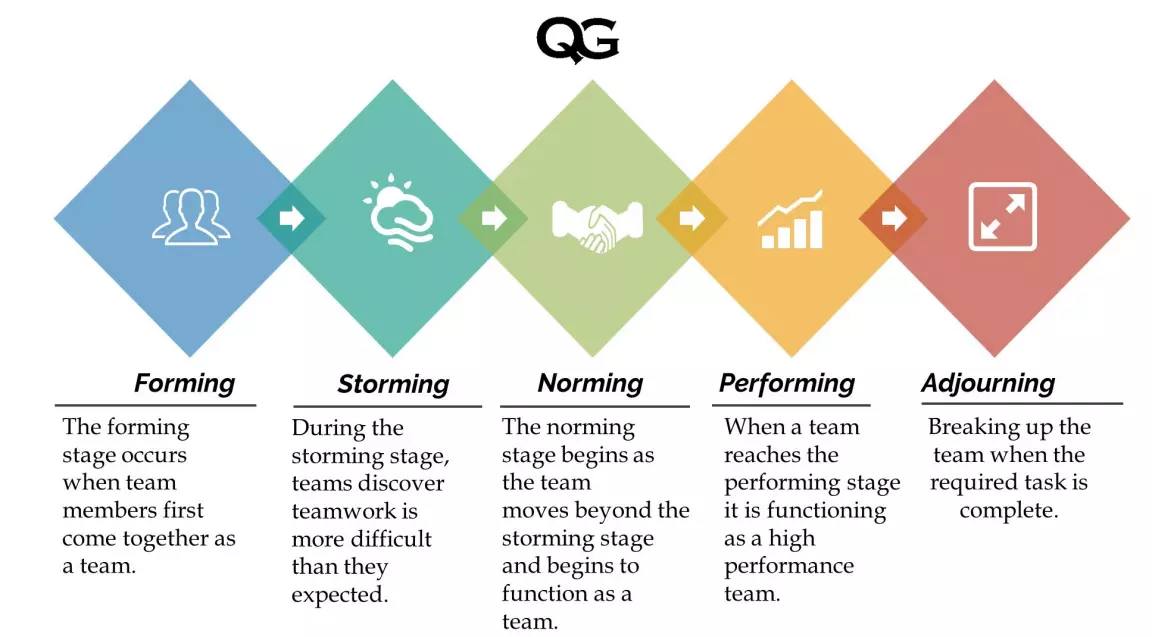 QG
Forming
The forming
stage occurs
when team
members first
come together as
a team.
Storming
During the
storming stage,
teams discover
teamwork is
more difficult
than they
expected.
Norming
The norming
stage begins as
the team
moves beyond the
storming stage
and begins to
function as a
team.
Performing
When a team
reaches the
performing stage
it is functioning
as a high
performance
team.
Adjourning
Breaking up the
team when the
required task is
complete.